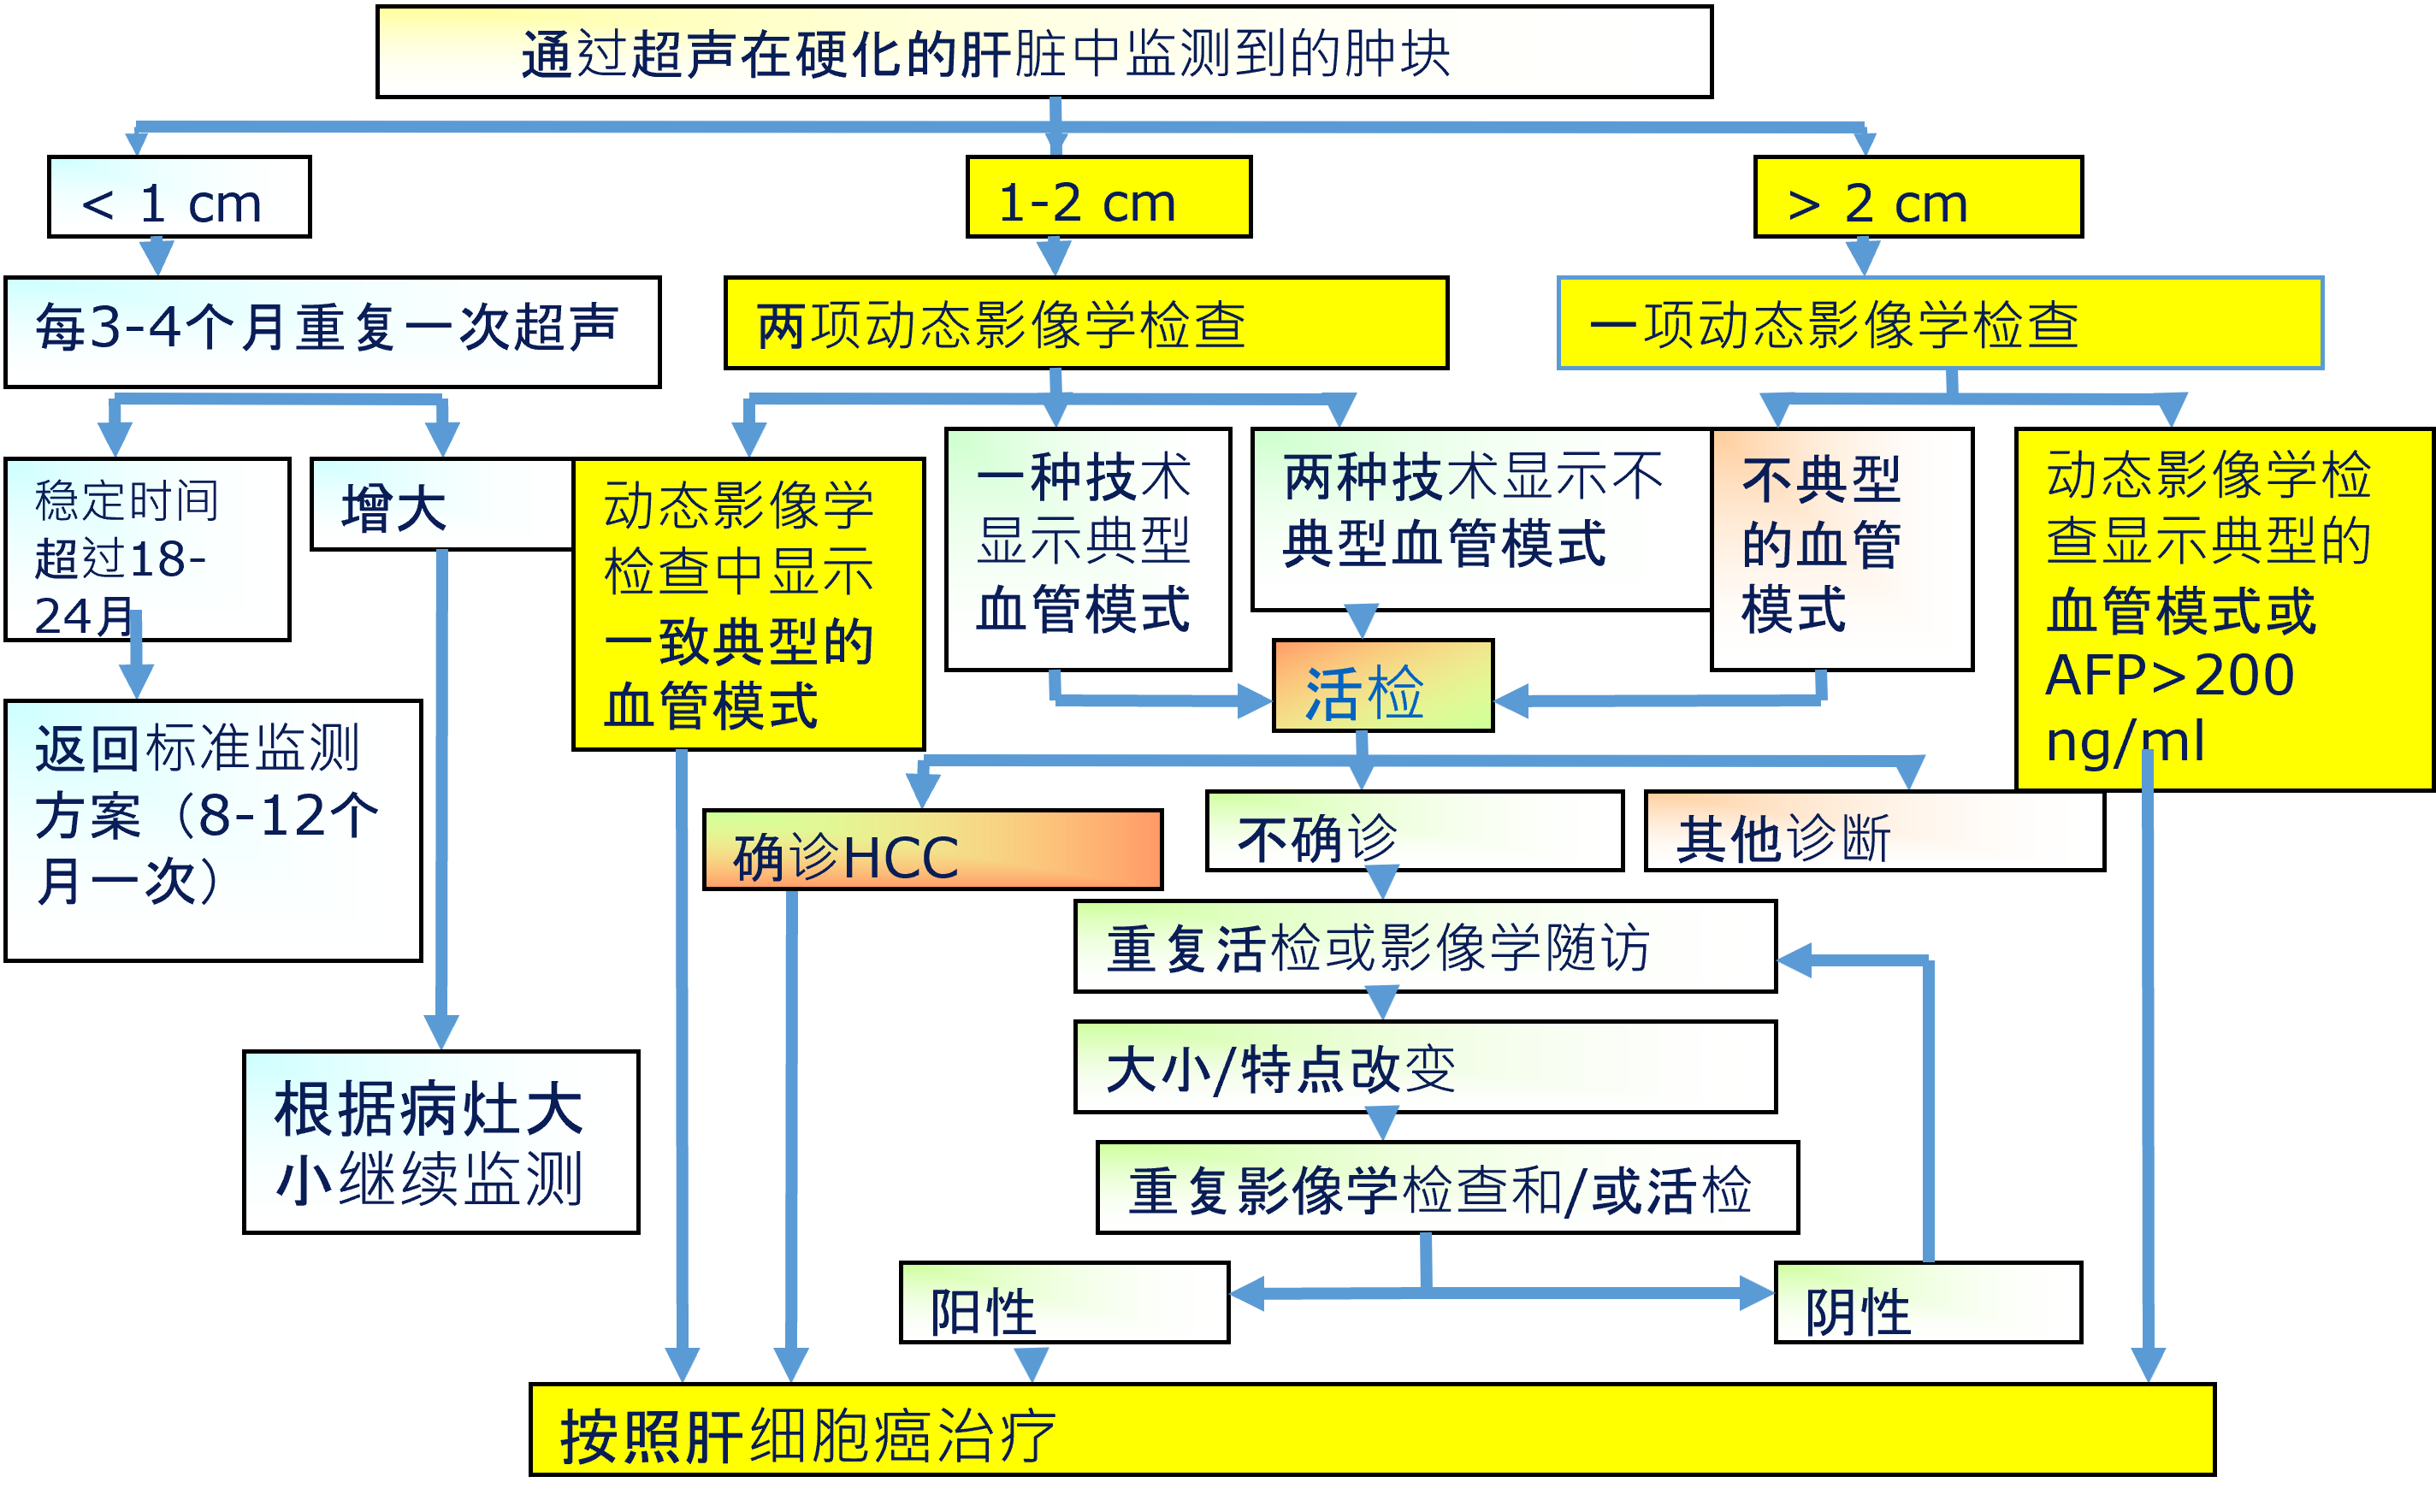 通过超声在硬化的肝脏中监测到的肿块
< 1 cm
1-2 cm
> 2 cm
每3-4个月重复一次超声
两项动态影像学检查
一项动态影像学检查
稳定时间
超过18-
24月
增大
动态影像学
检查中显示
一致典型的
血管模式
一种技术
显示典型
血管模式
两种技术显示不
典型血管模式
不典型
的血管
模式
动态影像学检
查显示典型的
血管模式或
AFP>200
ng/ml
活检
返回标准监测
方案（8-12个
月一次）
确诊HCC
不确诊
其他诊断
重复活检或影像学随访
大小/特点改变
根据病灶大
小继续监测
重复影像学检查和/或活检
阳性
阴性
按照肝细胞癌治疗